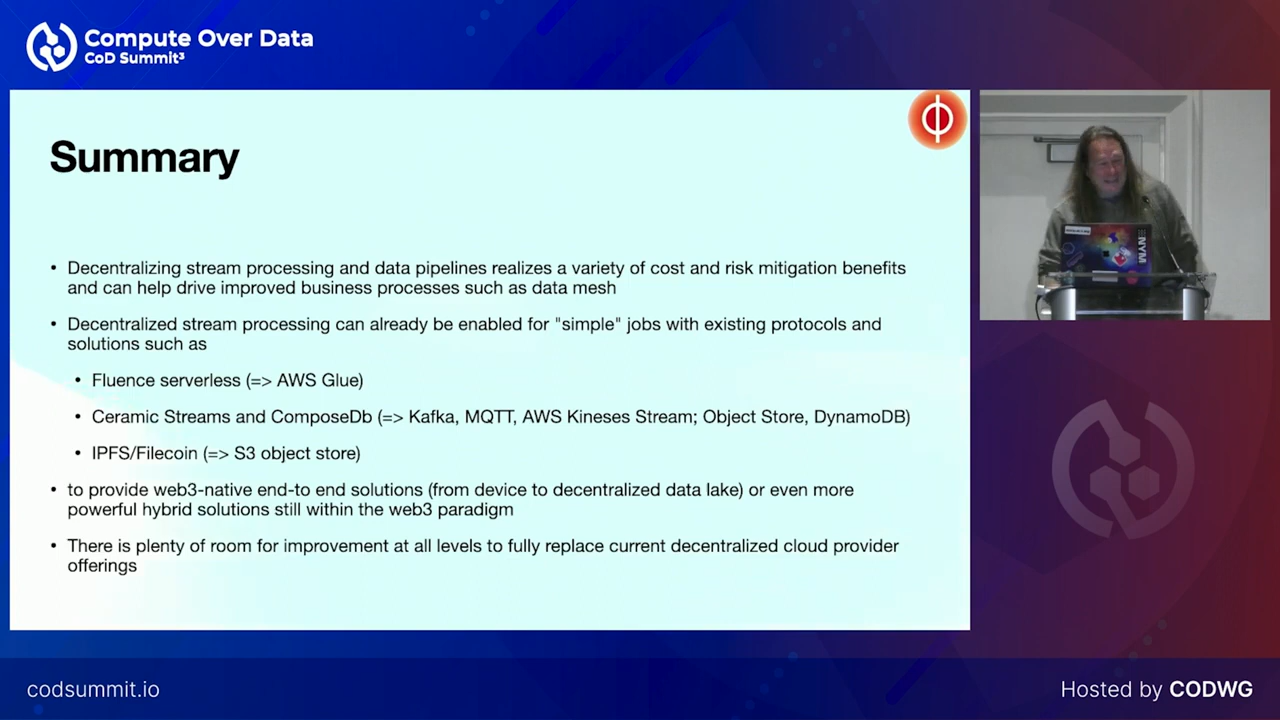 Compute Over Data
CoD Summit³
Summary
• Decentralizing stream processing and data pipelines realizes a variety of cost and risk mitigation benefits
and can help drive improved business processes such as data mesh
• Decentralized stream processing can already be enabled for "simple" jobs with existing protocols and
solutions such as
• Fluence serverless (=> AWS Glue)
• Ceramic Streams and ComposeDb (=> Kafka, MQTT, AWS Kineses Stream; Object Store, DynamoDB)
• IPFS/Filecoin (=> S3 object store)
• to provide web3-native end-to end solutions (from device to decentralized data lake) or even more
powerful hybrid solutions still within the web3 paradigm
• There is plenty of room for improvement at all levels to fully replace current decentralized cloud provider
offerings
NYM
codsummit.io
Hosted by CODWG